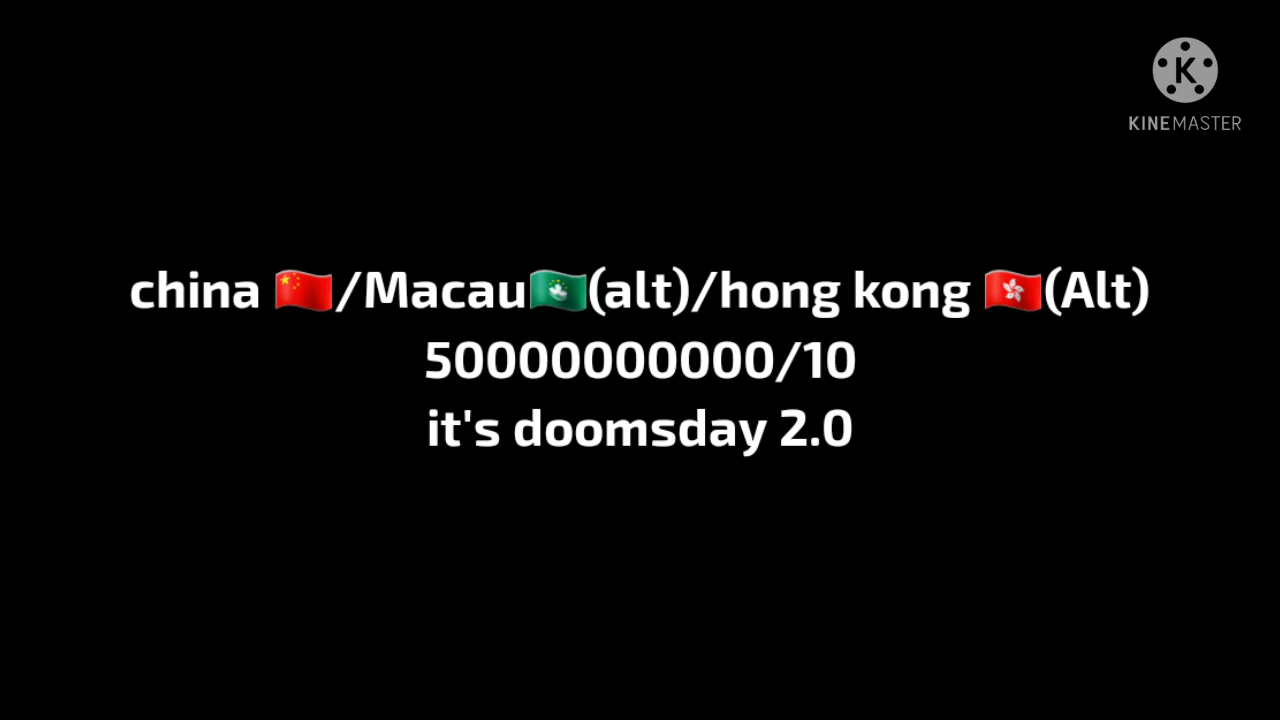 K
KINEMASTER
china 🇨🇳/Macau🇲🇴(alt)/hong kong 🇭🇰(Alt)
50000000000/10
it's doomsday 2.0